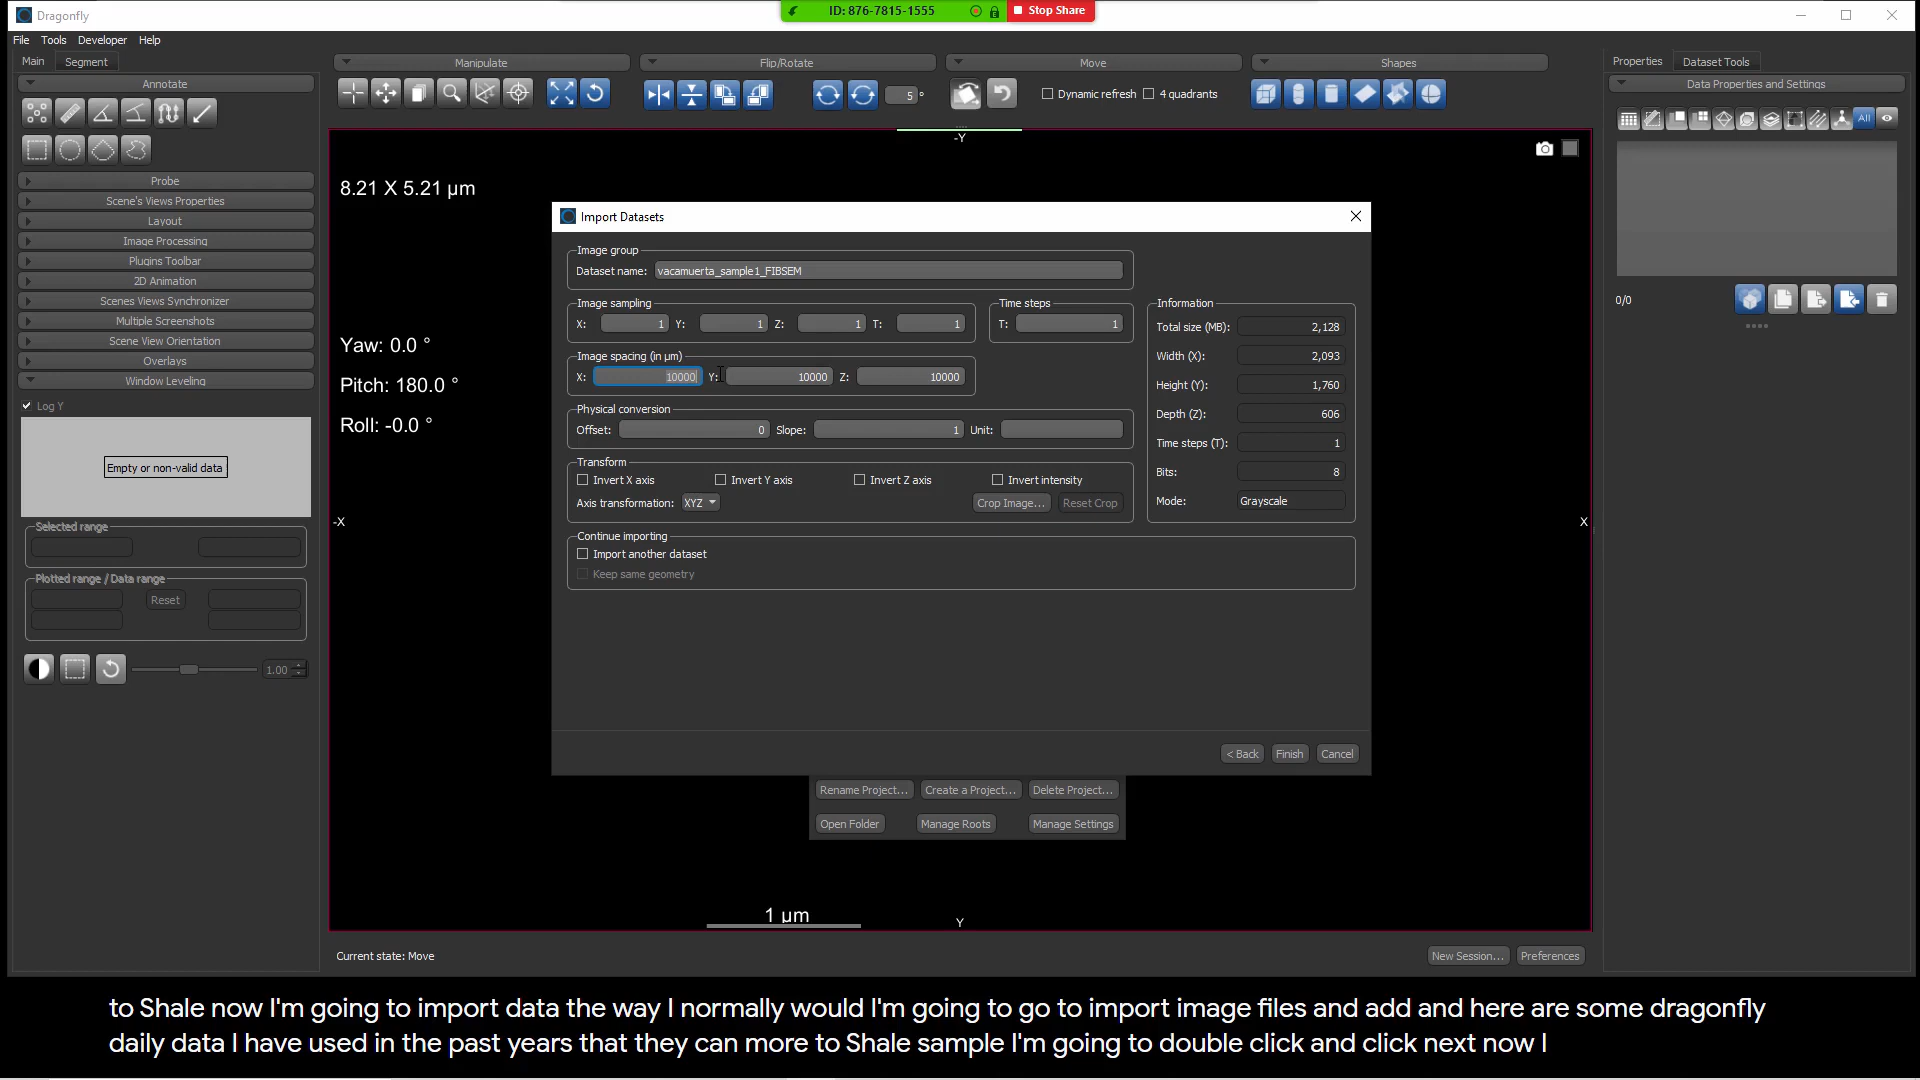 Dragonfly
ID: 876-7815-1555
Stop Share
File Tools Developer Help
Main Segment
Annotate
Probe
Scene's Views Properties
Layout
Image Processing
Plugins Toolbar
2D Animation
Scenes Views Synchronizer
Multiple Screenshots
Scene View Orientation
Overlays
Window Leveling
Log Y
Empty or non-valid data
Selected range
Plotted range / Data range
Reset
1.00
Manipulate
Flip/Rotate
Move
Shapes
5 °
Dynamic refresh
4 quadrants
-Y
8.21 X 5.21 µm
Yaw: 0.0 °
Pitch: 180.0 °
Roll: -0.0 °
-X
X
Import Datasets
Image group
Dataset name: vacamuerta_sample1_FIBSEM
Image sampling
X: 1 Y: 1 Z: 1 T: 1
Time steps
T: 1
Image spacing (in µm)
X: 10000 Y: 10000 Z: 10000
Physical conversion
Offset: 0 Slope: 1 Unit:
Transform
Invert X axis Invert Y axis Invert Z axis Invert intensity
Axis transformation: XYZ Crop Image... Reset Crop
Information
Total size (MB): 2,128
Width (X): 2,093
Height (Y): 1,760
Depth (Z): 606
Time steps (T): 1
Bits: 8
Mode: Grayscale
Continue importing
Import another dataset
Keep same geometry
< Back Finish Cancel
Rename Project... Create a Project... Delete Project...
Open Folder Manage Roots Manage Settings
1 µm
Y
Current state: Move
New Session... Preferences
Properties Dataset Tools
Data Properties and Settings
All
0/0
to Shale now I'm going to import data the way I normally would I'm going to go to import image files and add and here are some dragonfly
daily data I have used in the past years that they can more to Shale sample I'm going to double click and click next now I